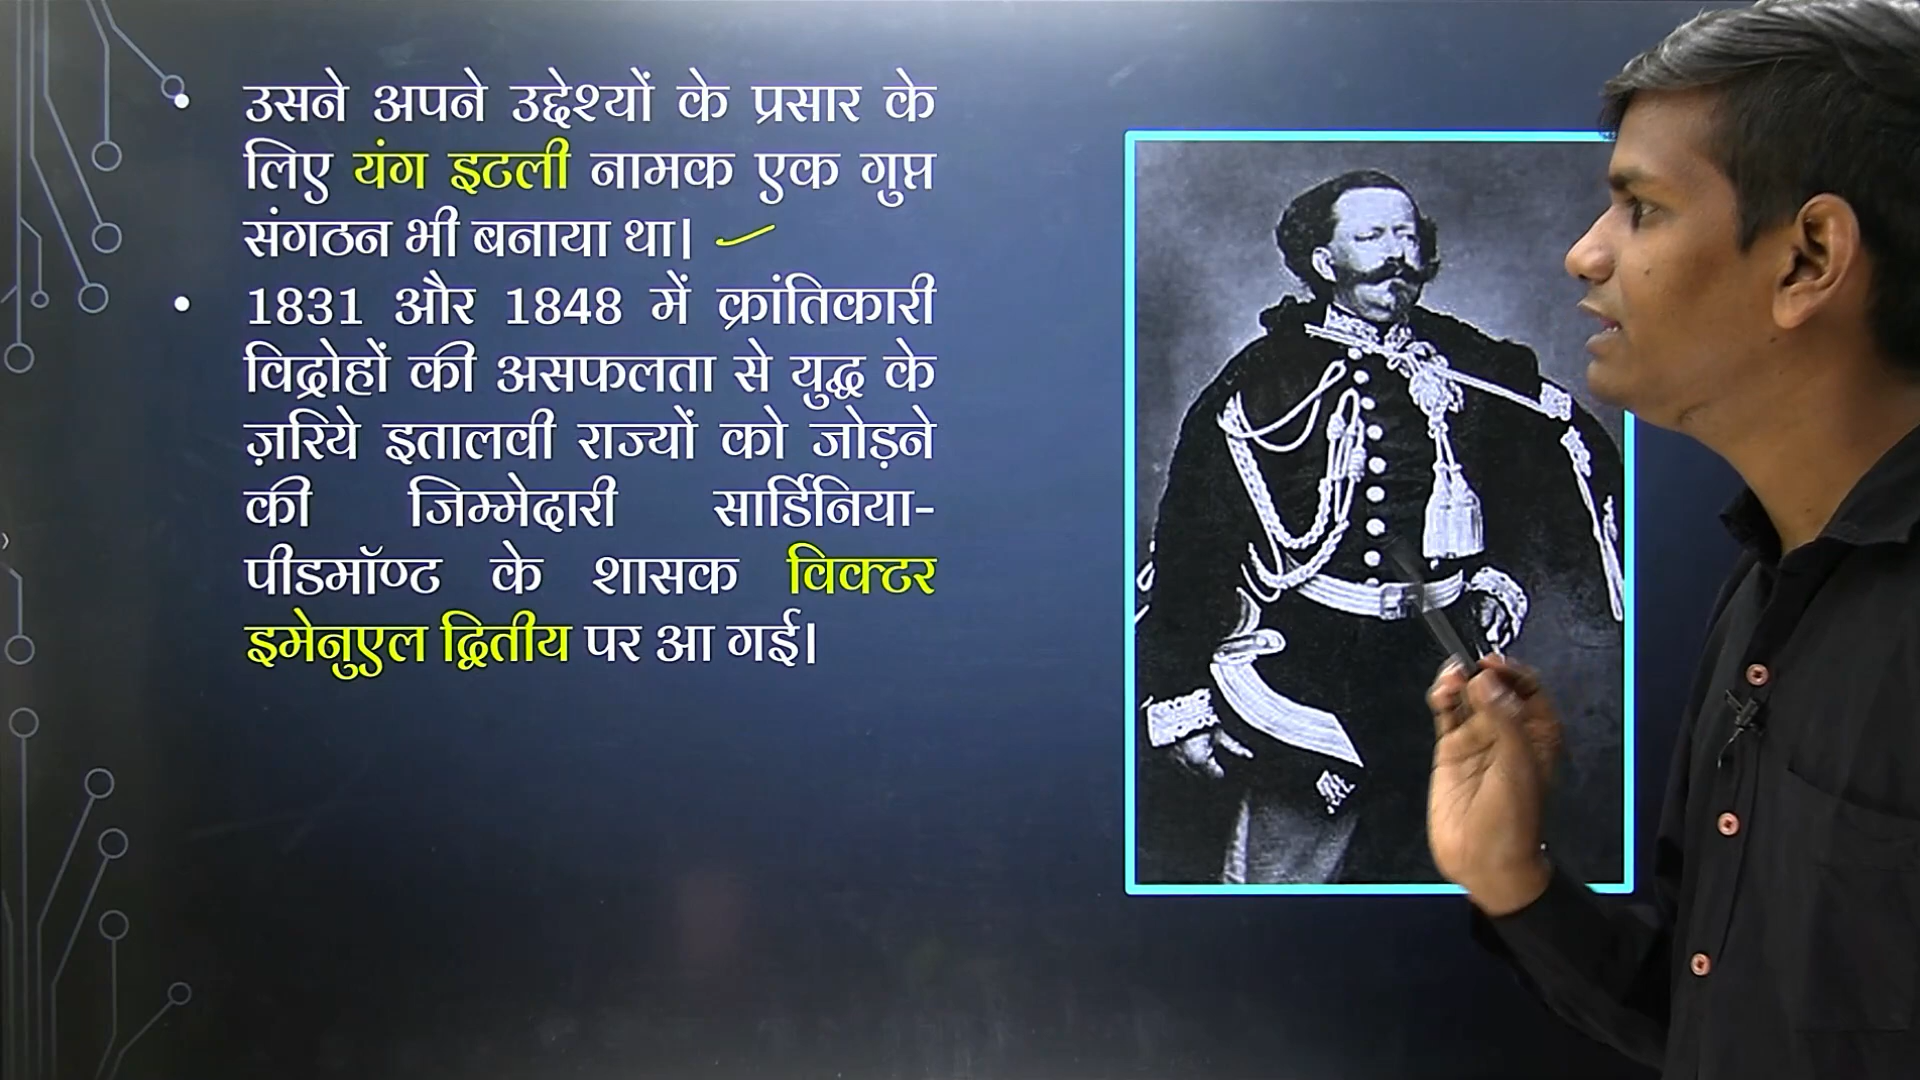 • उसने अपने उद्देश्यों के प्रसार के
लिए यंग इटली नामक एक गुप्त
संगठन भी बनाया था।
• 1831 और 1848 में क्रांतिकारी
विद्रोहों की असफलता से युद्ध के
ज़रिये इतालवी राज्यों को जोड़ने
की जिम्मेदारी सार्डिनिया-
पीडमॉण्ट के शासक विक्टर
इमेनुएल द्वितीय पर आ गई।